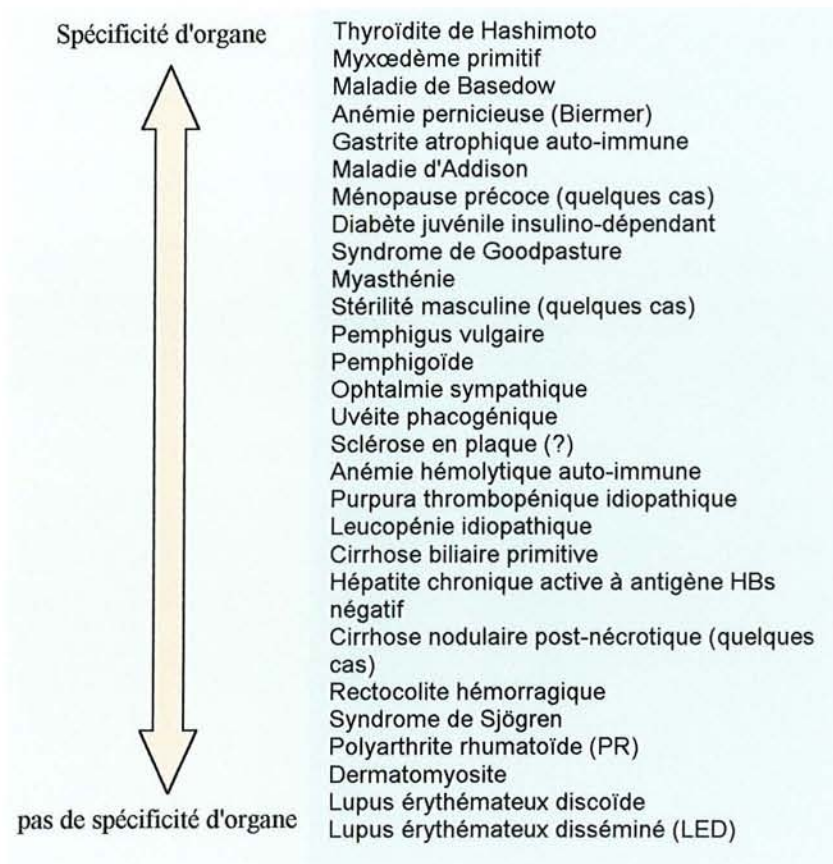 Spécificité d'organe
Thyroïdite de Hashimoto
Myxœdème primitif
Maladie de Basedow
Anémie pernicieuse (Biermer)
Gastrite atrophique auto-immune
Maladie d'Addison
Ménopause précoce (quelques cas)
Diabète juvénile insulino-dépendant
Syndrome de Goodpasture
Myasthénie
Stérilité masculine (quelques cas)
Pemphigus vulgaire
Pemphigoïde
Ophtalmie sympathique
Uvéite phacogénique
Sclérose en plaque (?)
Anémie hémolytique auto-immune
Purpura thrombopénique idiopathique
Leucopénie idiopathique
Cirrhose biliaire primitive
Hépatite chronique active à antigène HBs
négatif
Cirrhose nodulaire post-nécrotique (quelques
cas)
Rectocolite hémorragique
Syndrome de Sjögren
Polyarthrite rhumatoïde (PR)
Dermatomyosite
Lupus érythémateux discoïde
Lupus érythémateux disséminé (LED)
pas de spécificité d'organe